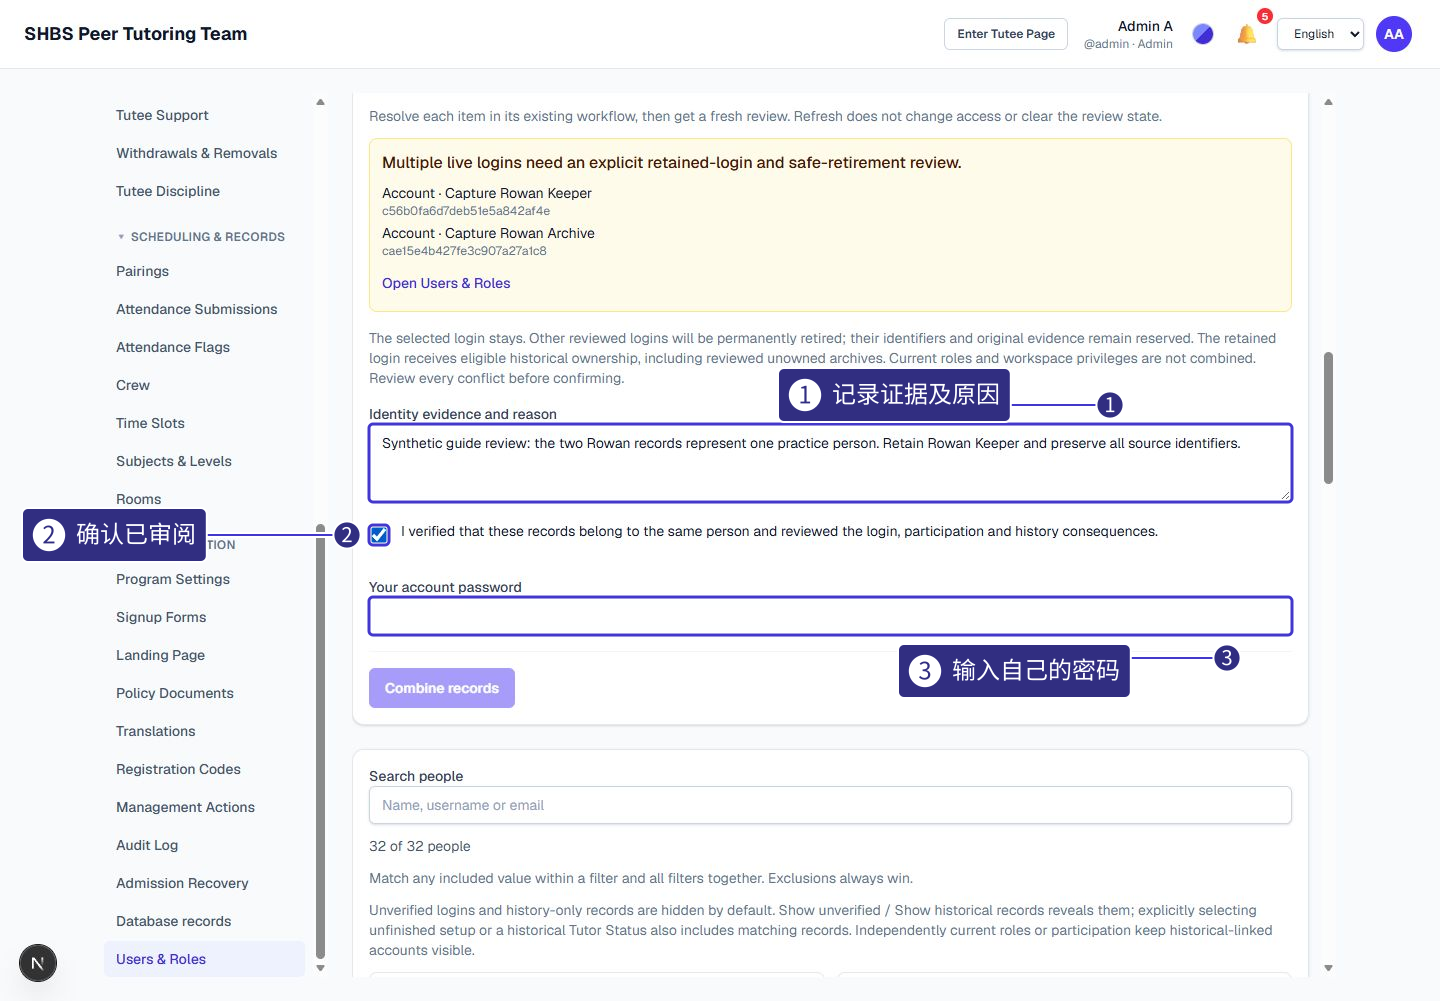 SHBS Peer Tutoring Team
Enter Tutee Page
Admin A
@admin · Admin
5
English
AA
Tutee Support
Withdrawals & Removals
Tutee Discipline
SCHEDULING & RECORDS
Pairings
Attendance Submissions
Attendance Flags
Crew
Time Slots
Subjects & Levels
Rooms
2 确认已审阅
TION
2
Program Settings
Signup Forms
Landing Page
Policy Documents
Translations
Registration Codes
Management Actions
Audit Log
Admission Recovery
Database records
Users & Roles
N
Resolve each item in its existing workflow, then get a fresh review. Refresh does not change access or clear the review state.
Multiple live logins need an explicit retained-login and safe-retirement review.
Account · Capture Rowan Keeper
c56b0fa6d7deb51e5a842af4e
Account · Capture Rowan Archive
cae15e4b427fe3c907a27a1c8
Open Users & Roles
The selected login stays. Other reviewed logins will be permanently retired; their identifiers and original evidence remain reserved. The retained
login receives eligible historical ownership, including reviewed unowned archives. Current roles and workspace privileges are not combined.
Review every conflict before confirming.
1 记录证据及原因
1
Identity evidence and reason
Synthetic guide review: the two Rowan records represent one practice person. Retain Rowan Keeper and preserve all source identifiers.
I verified that these records belong to the same person and reviewed the login, participation and history consequences.
Your account password
3 输入自己的密码
3
Combine records
Search people
Name, username or email
32 of 32 people
Match any included value within a filter and all filters together. Exclusions always win.
Unverified logins and history-only records are hidden by default. Show unverified / Show historical records reveals them; explicitly selecting
unfinished setup or a historical Tutor Status also includes matching records. Independently current roles or participation keep historical-linked
accounts visible.